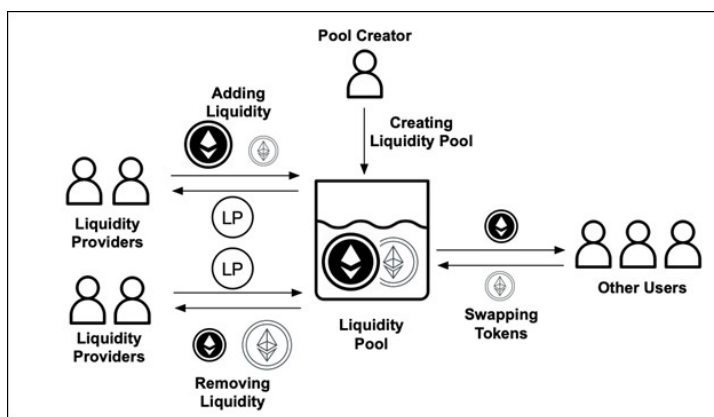 Pool Creator
Adding
Liquidity
Creating
Liquidity Pool
LP
Liquidity
Providers
LP
Liquidity
Providers
Removing
Liquidity
Liquidity
Pool
Swapping
Tokens
Other Users